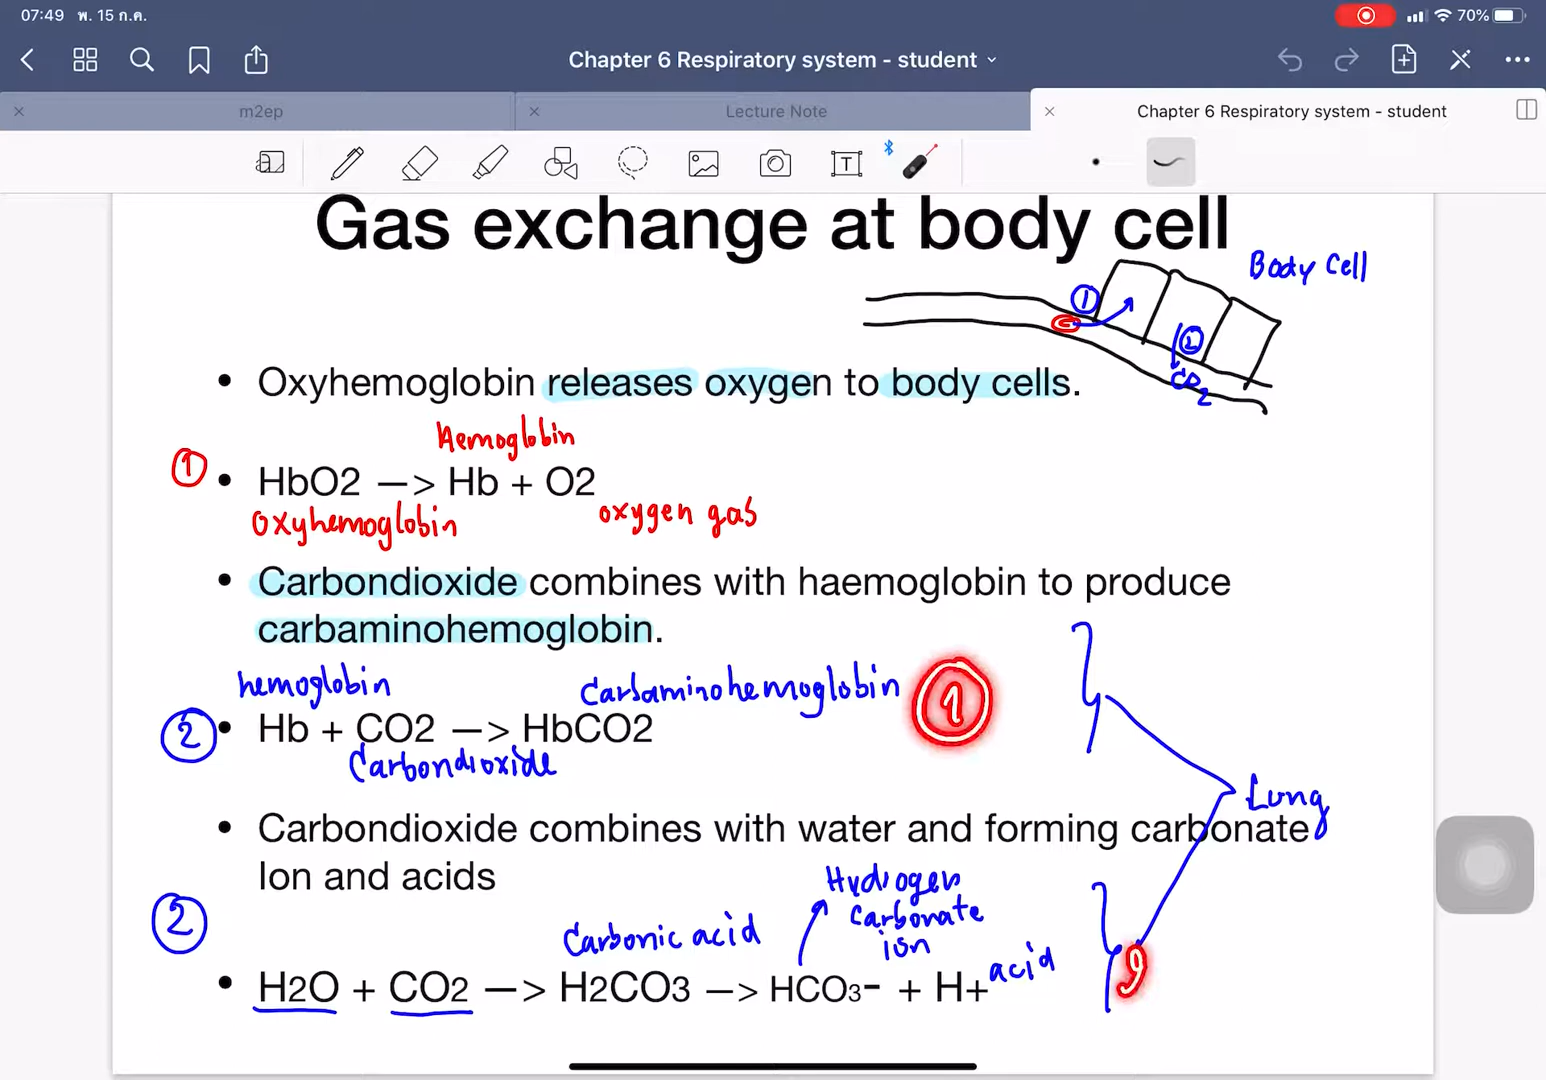 07:49 พ. 15 ก.ค.
70%
Chapter 6 Respiratory system - student
m2ep
Lecture Note
Chapter 6 Respiratory system - student
Gas exchange at body cell
Body Cell
1
2
CO2
• Oxyhemoglobin releases oxygen to body cells.
Hemoglobin
1
• HbO2 —> Hb + O2
Oxyhemoglobin
oxygen gas
• Carbondioxide combines with haemoglobin to produce
carbaminohemoglobin.
hemoglobin
Carbaminohemoglobin
1
2
• Hb + CO2 —> HbCO2
Carbondioxide
Lung
• Carbondioxide combines with water and forming carbonate
Ion and acids
Hydrogen
Carbonate
ion
2
Carbonic acid
acid
• H2O + CO2 —> H2CO3 —> HCO3- + H+